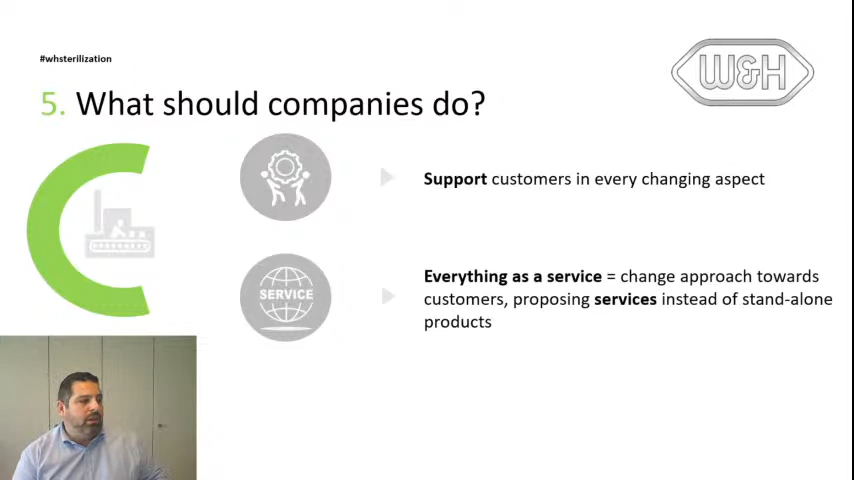 #whsterilization
W&H
5. What should companies do?
Support customers in every changing aspect
SERVICE
Everything as a service = change approach towards
customers, proposing services instead of stand-alone
products